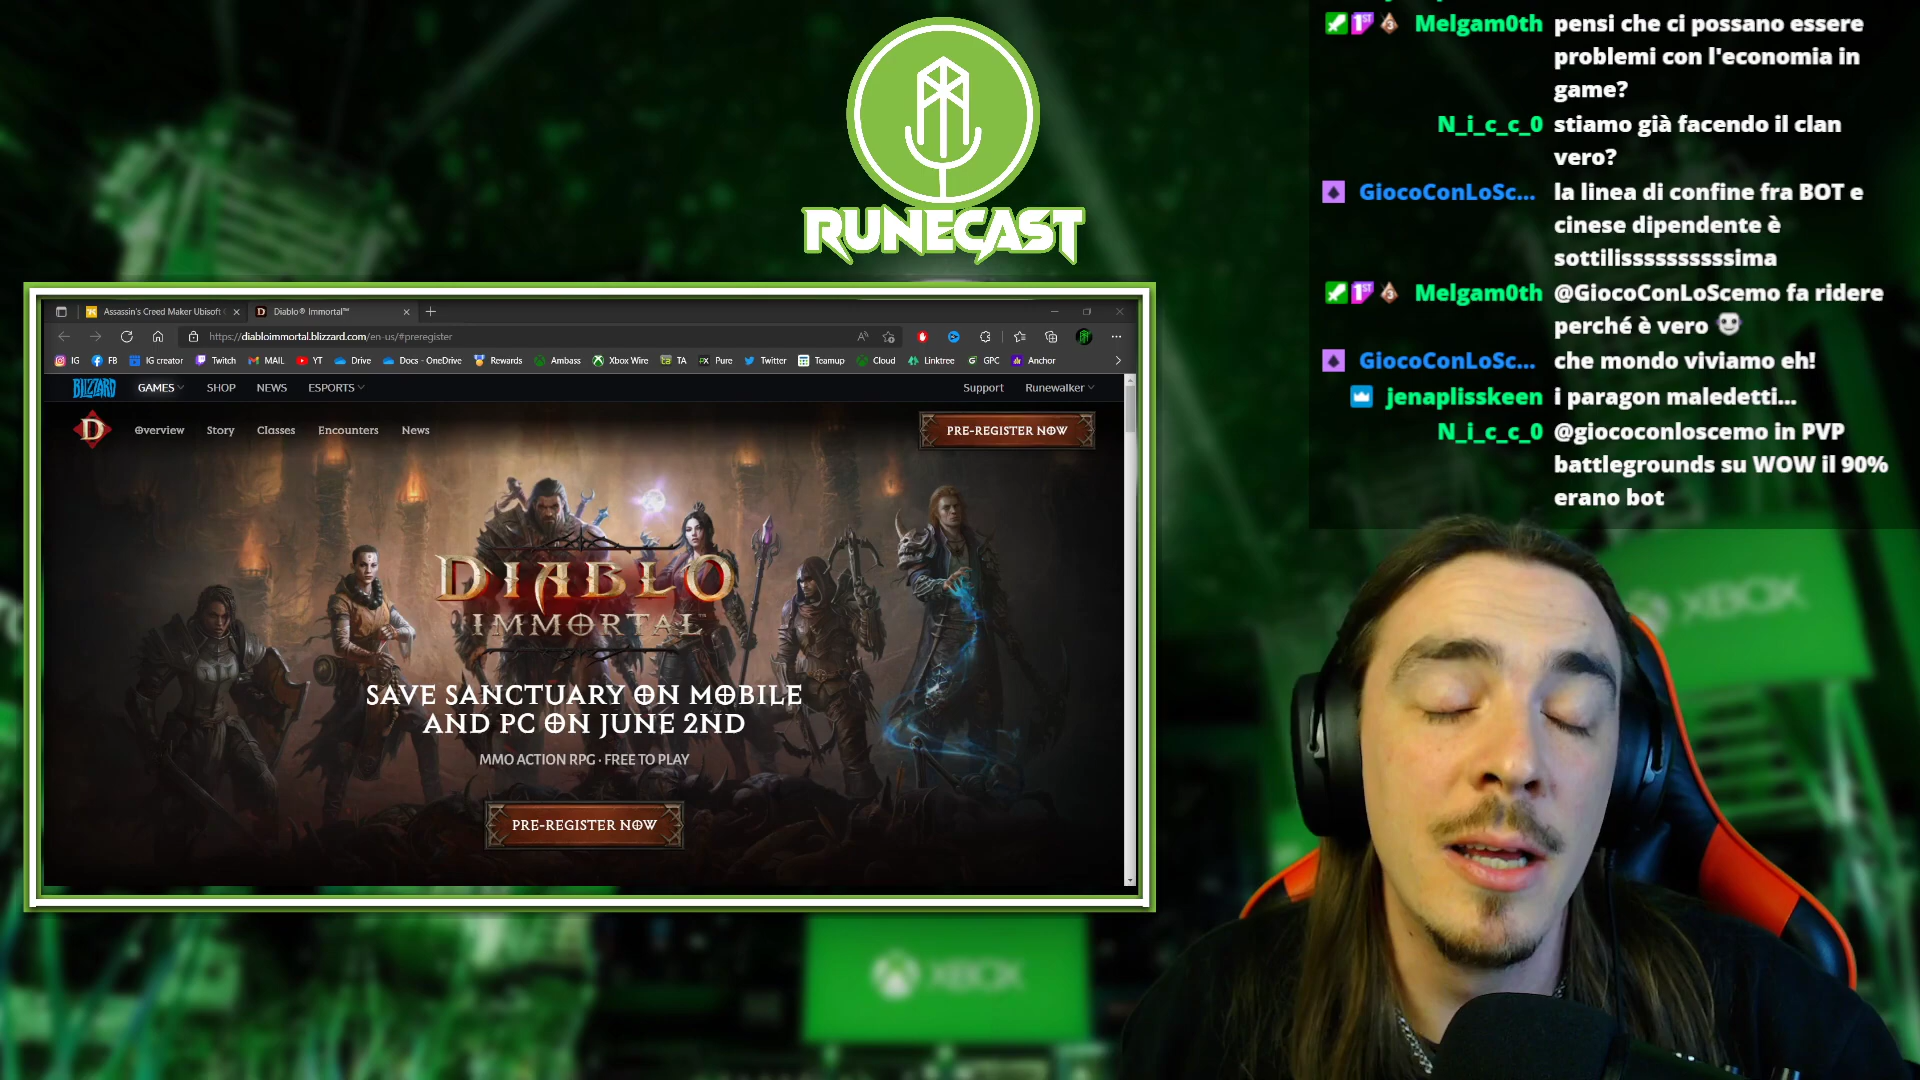 RUNECAST
Melgam0th pensi che ci possano essere
problemi con l'economia in
game?
N_i_c_c_0 stiamo già facendo il clan
vero?
GiocoConLoSc... la linea di confine fra BOT e
cinese dipendente è
sottilissssssssssima
Melgam0th @GiocoConLoScemo fa ridere
perché è vero
GiocoConLoSc... che mondo viviamo eh!
jenaplisskeen i paragon maledetti...
N_i_c_c_0 @giococonloscemo in PVP
battlegrounds su WOW il 90%
erano bot
Assassin's Creed Maker Ubisoft
Diablo® Immortal™
https://diabloimmortal.blizzard.com/en-us/#preregister
IG FB IG creator Twitch MAIL YT Drive Docs - OneDrive Rewards Ambass Xbox Wire TA Pure Twitter Teamup Cloud Linktree GPC Anchor
BLIZZARD GAMES SHOP NEWS ESPORTS Support Runewalker
D Overview Story Classes Encounters News PRE-REGISTER NOW
DIABLO
IMMORTAL
SAVE SANCTUARY ON MOBILE
AND PC ON JUNE 2ND
MMO ACTION RPG · FREE TO PLAY
PRE-REGISTER NOW
XBOX
XBOX